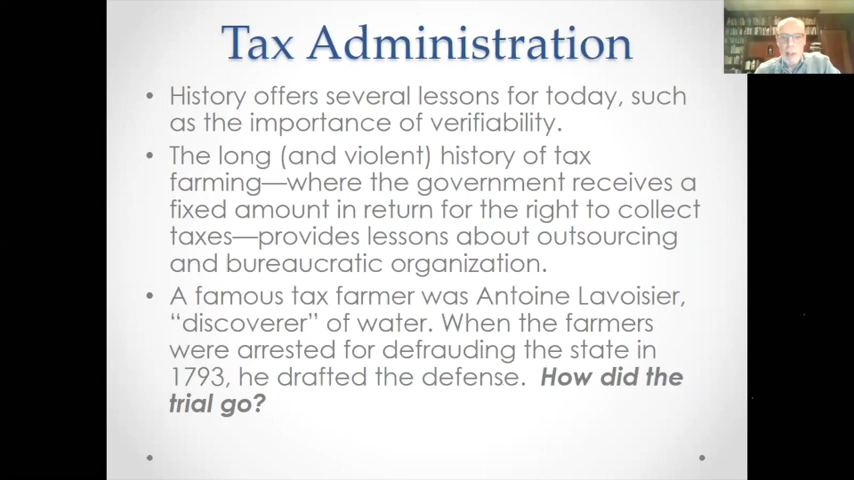 Tax Administration
• History offers several lessons for today, such
as the importance of verifiability.
• The long (and violent) history of tax
farming—where the government receives a
fixed amount in return for the right to collect
taxes—provides lessons about outsourcing
and bureaucratic organization.
• A famous tax farmer was Antoine Lavoisier,
“discoverer” of water. When the farmers
were arrested for defrauding the state in
1793, he drafted the defense. How did the
trial go?